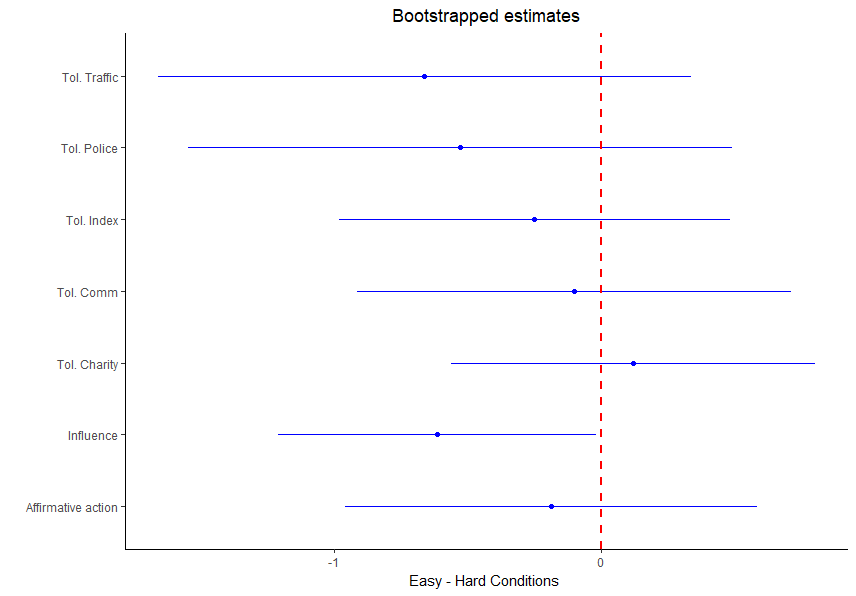 Bootstrapped estimates
Tol. Traffic
Tol. Police
Tol. Index
Tol. Comm
Tol. Charity
Influence
Affirmative action
-1
0
Easy - Hard Conditions